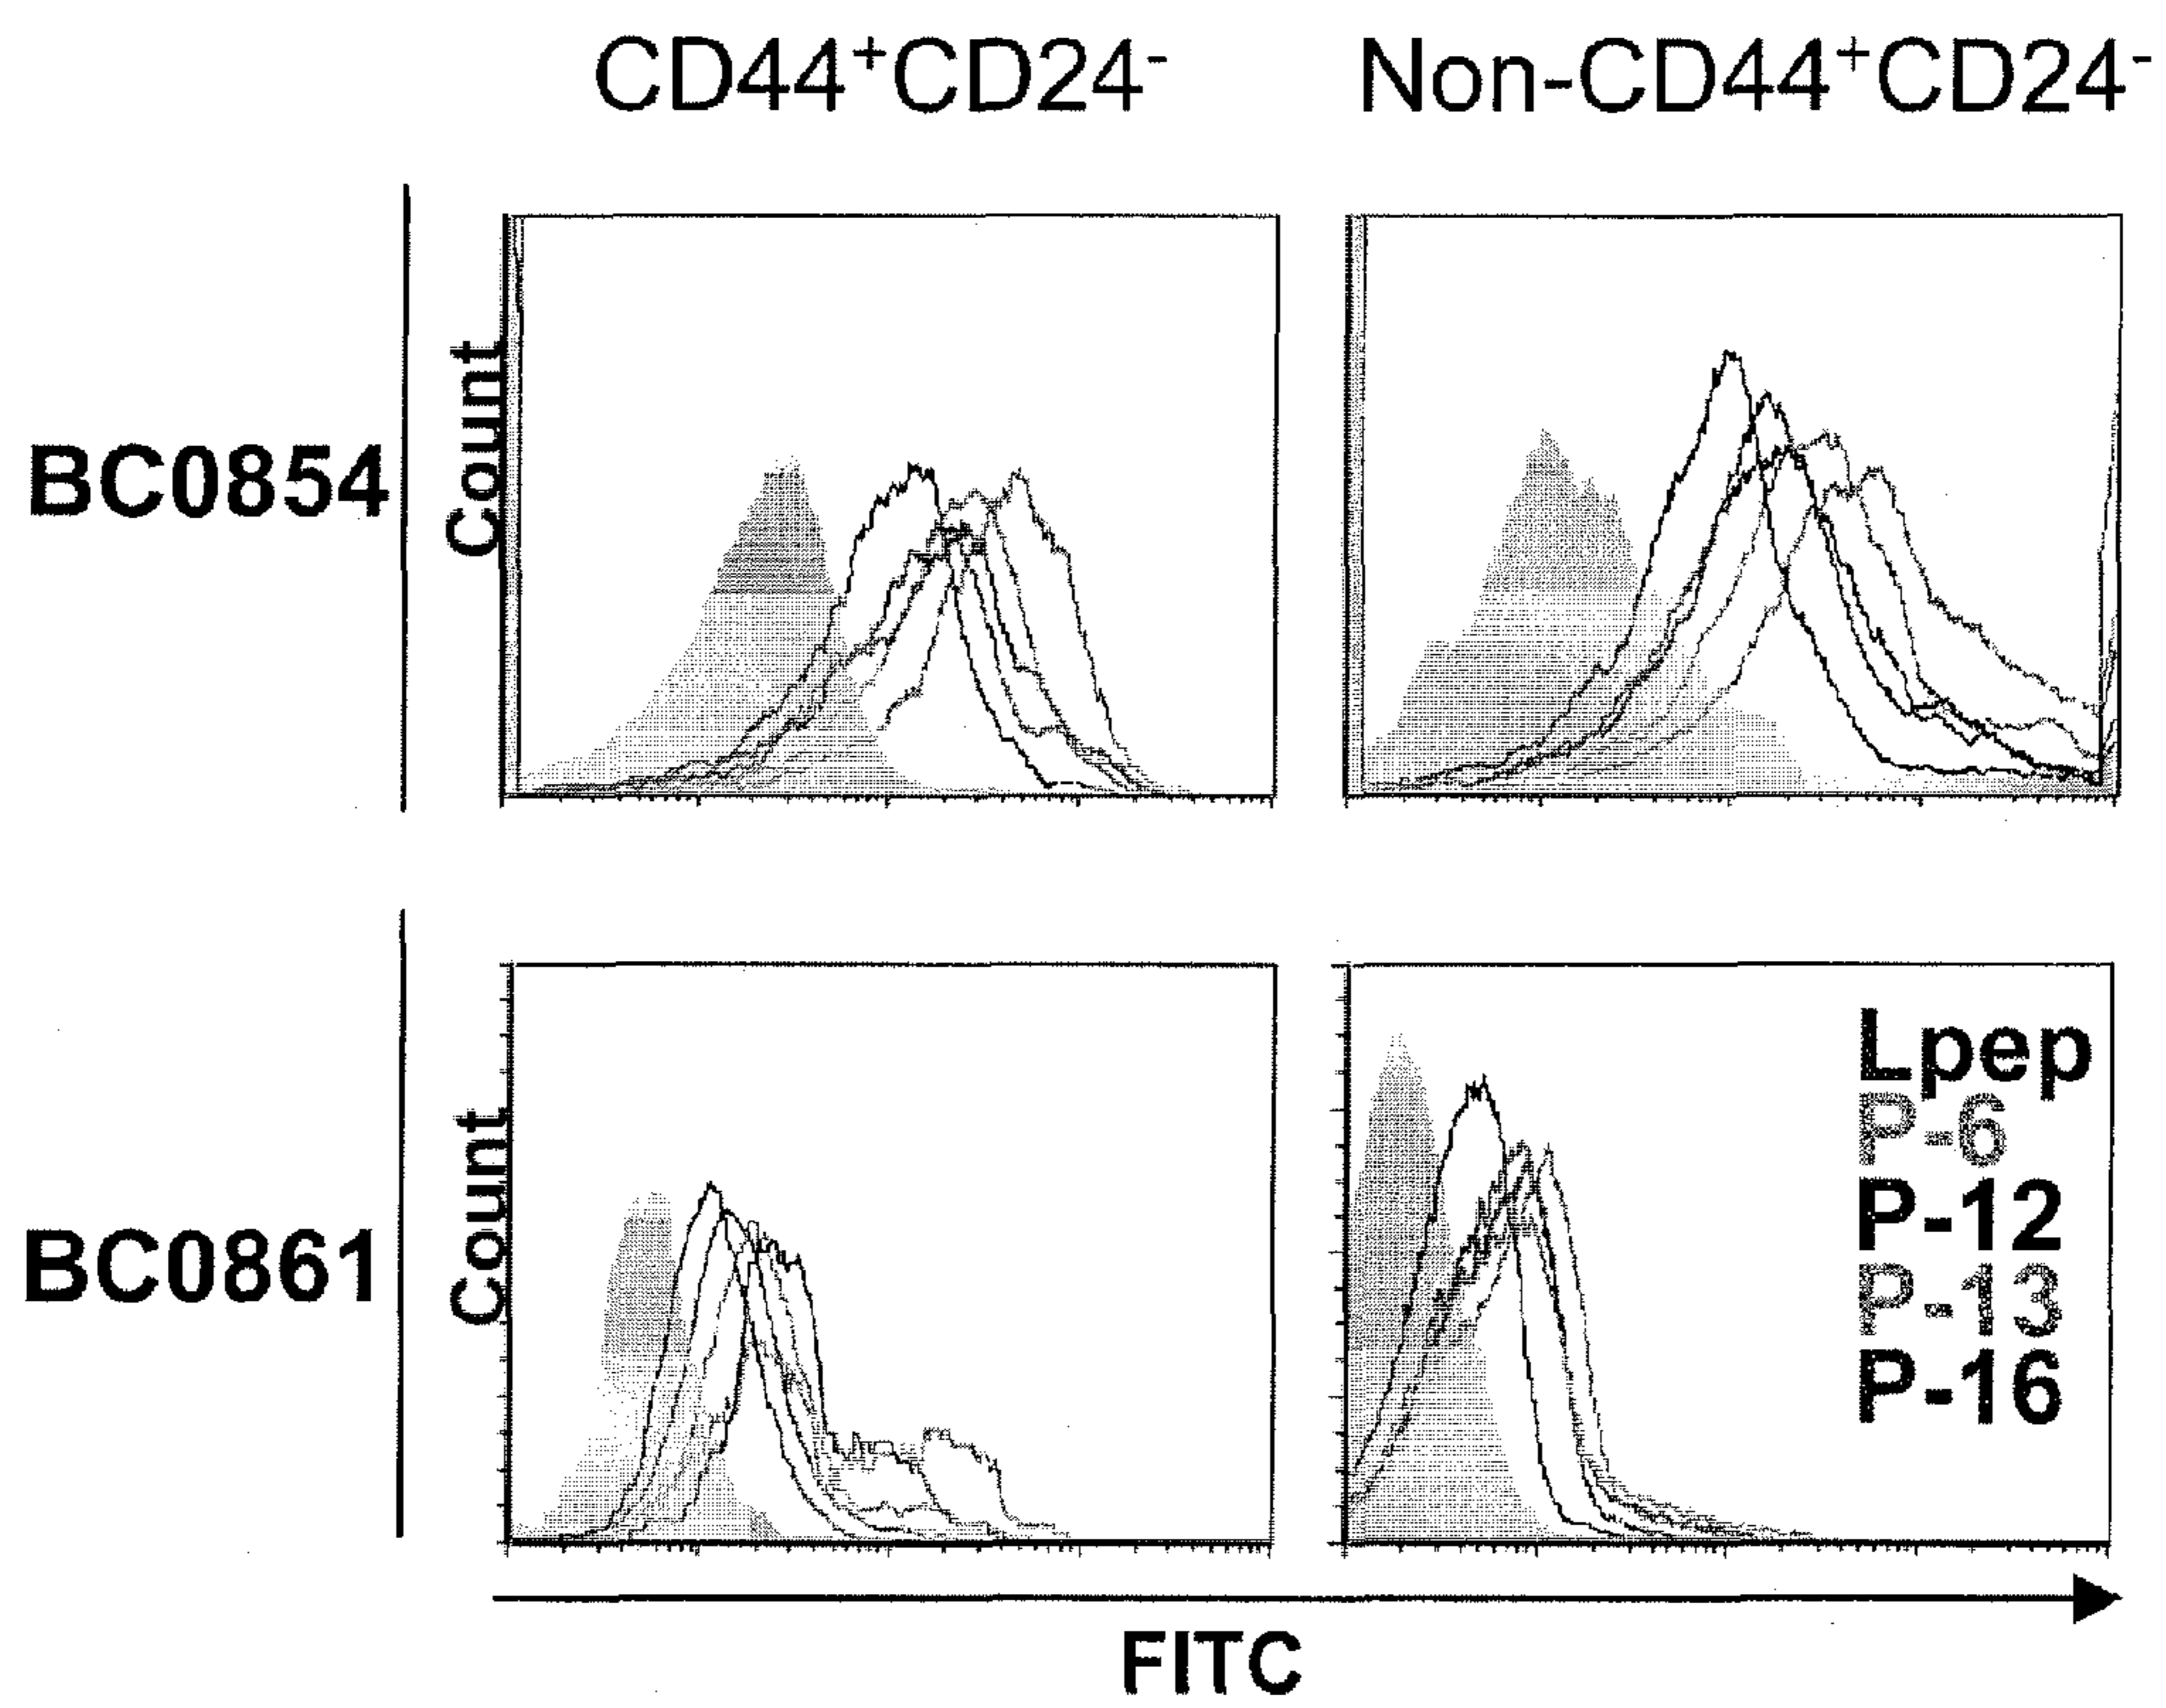 CD44⁺CD24⁻ Non-CD44⁺CD24⁻
BC0854
Count
BC0861
Count
Lpep
P-6
P-12
P-13
P-16
FITC